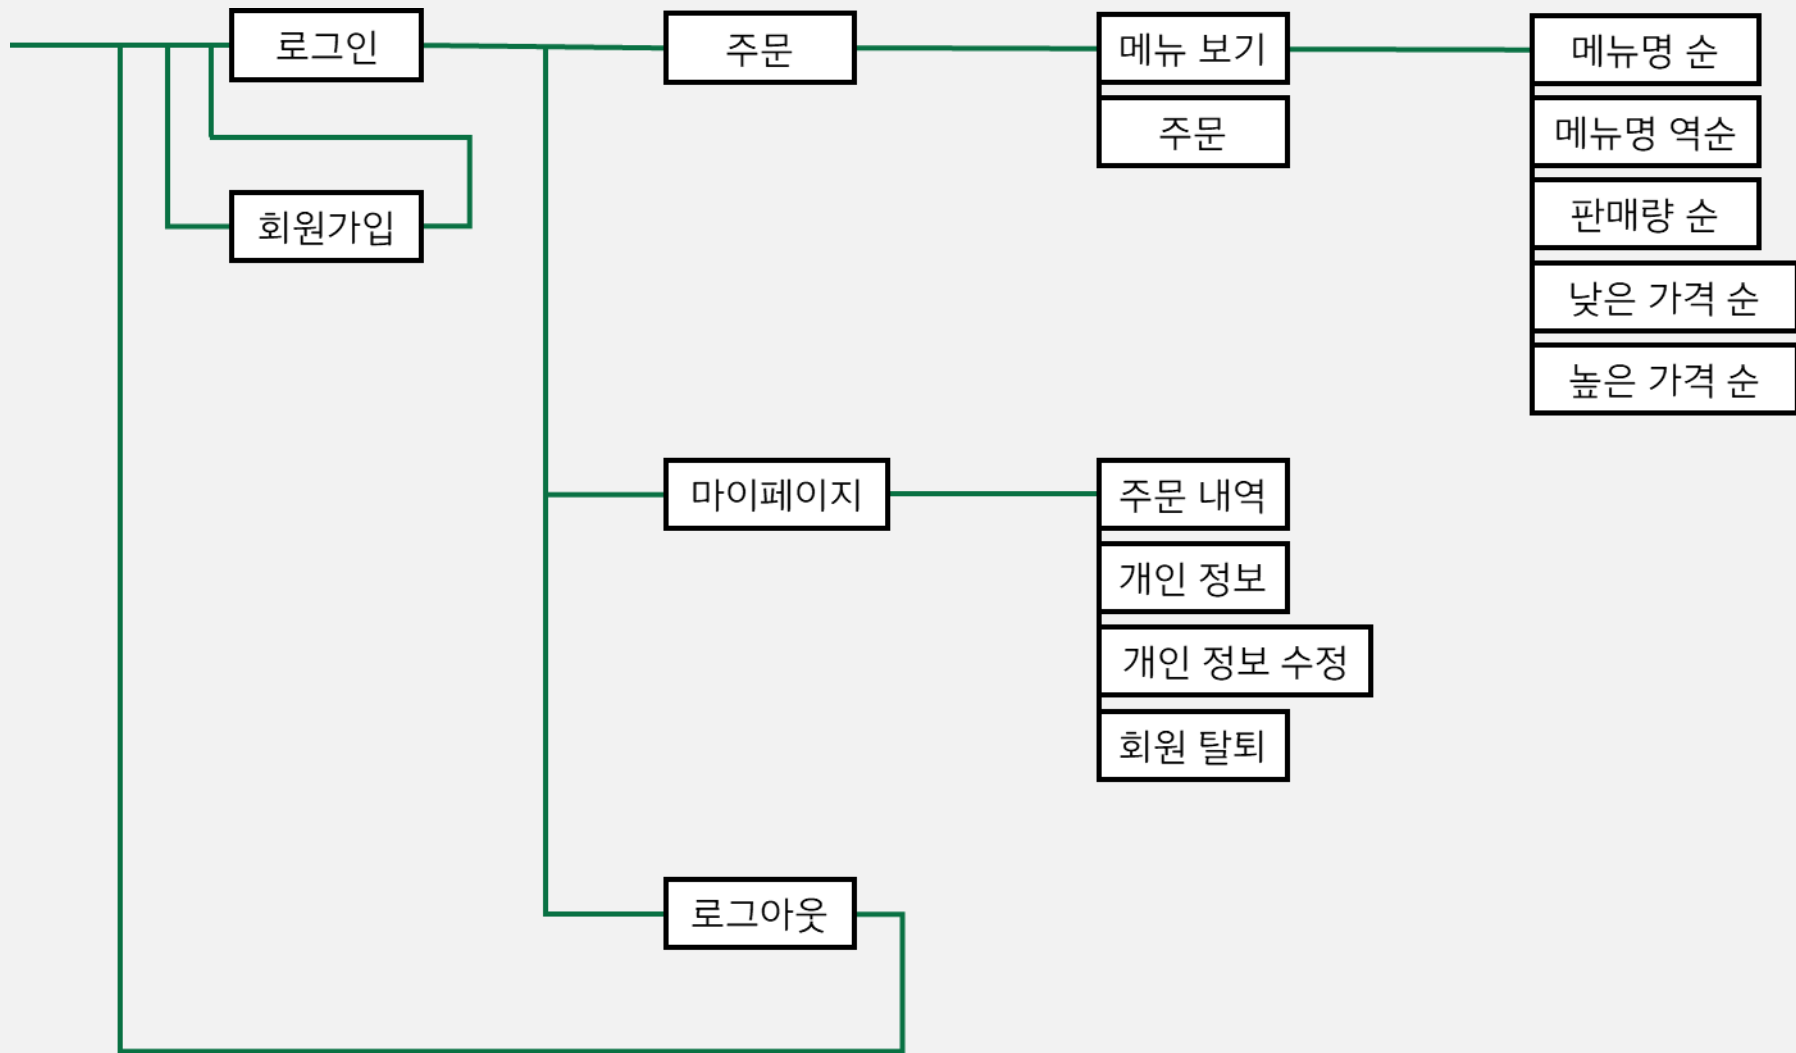 로그인
주문
메뉴 보기
메뉴명 순
주문
메뉴명 역순
회원가입
판매량 순
낮은 가격 순
높은 가격 순
마이페이지
주문 내역
개인 정보
개인 정보 수정
회원 탈퇴
로그아웃